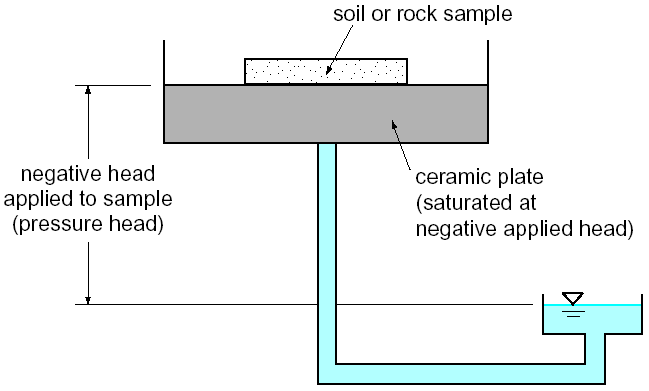 soil or rock sample
negative head
applied to sample
(pressure head)
ceramic plate
(saturated at
negative applied head)